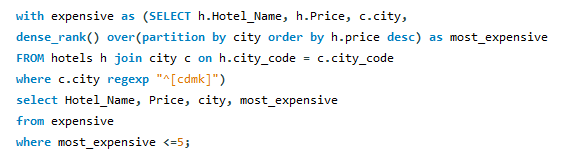 with expensive as (SELECT h.Hotel_Name, h.Price, c.city,
dense_rank() over(partition by city order by h.price desc) as most_expensive
FROM hotels h join city c on h.city_code = c.city_code
where c.city regexp "^[cdmk]")
select Hotel_Name, Price, city, most_expensive
from expensive
where most_expensive <=5;